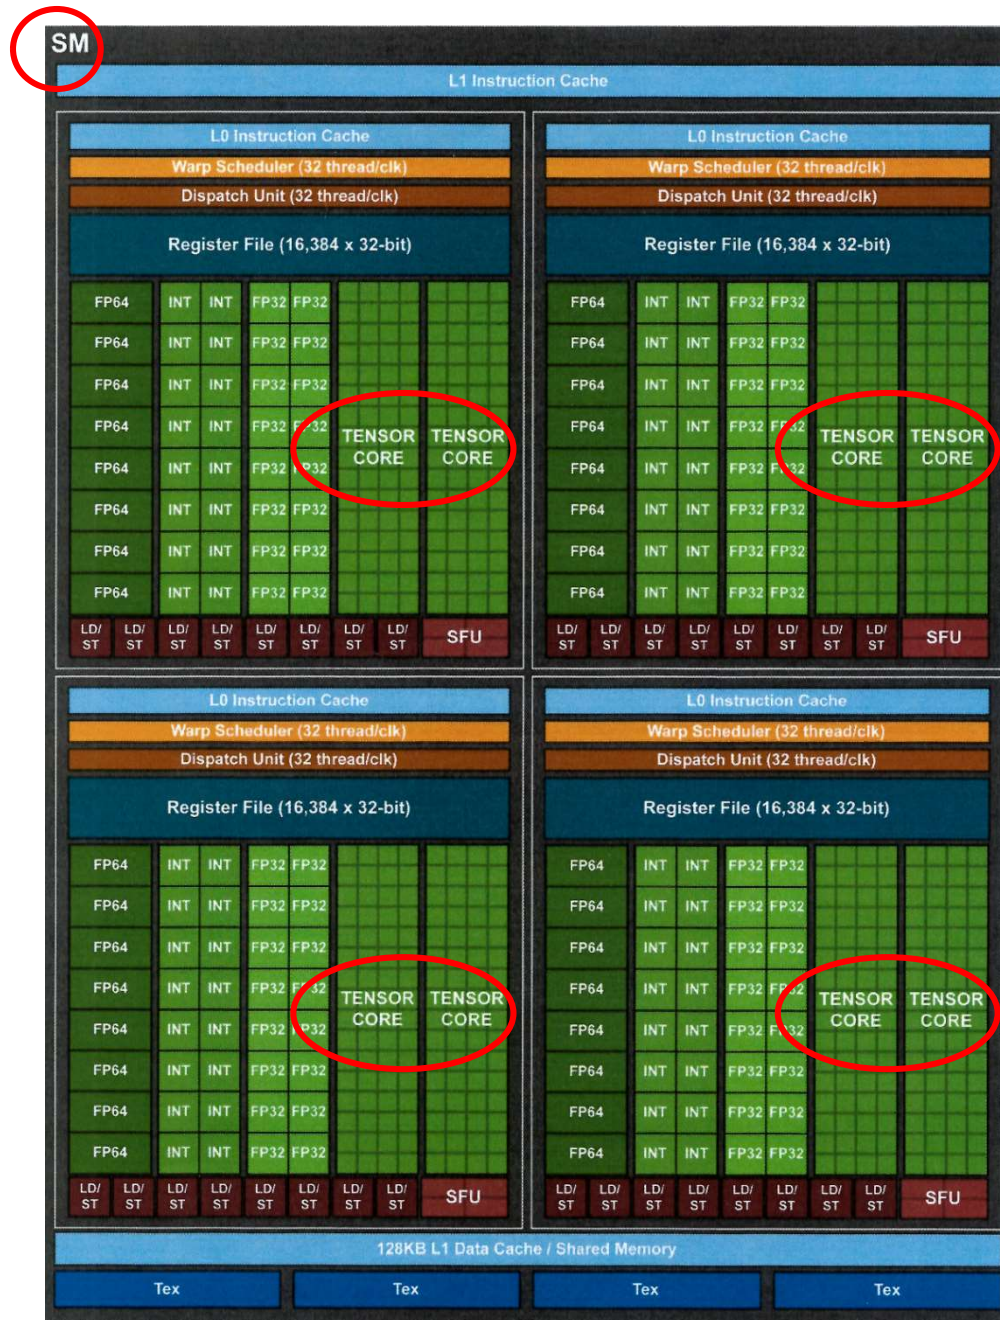 SM
L1 Instruction Cache
L0 Instruction Cache
Warp Scheduler (32 thread/clk)
Dispatch Unit (32 thread/clk)
Register File (16,384 x 32-bit)
FP64 INT INT FP32 FP32
FP64 INT INT FP32 FP32
FP64 INT INT FP32 FP32
FP64 INT INT FP32 FP32
FP64 INT INT FP32 FP32
FP64 INT INT FP32 FP32
FP64 INT INT FP32 FP32
FP64 INT INT FP32 FP32
TENSOR TENSOR
CORE CORE
LD/ LD/ LD/ LD/ LD/ LD/ LD/ LD/
ST ST ST ST ST ST ST ST
SFU
L0 Instruction Cache
Warp Scheduler (32 thread/clk)
Dispatch Unit (32 thread/clk)
Register File (16,384 x 32-bit)
FP64 INT INT FP32 FP32
FP64 INT INT FP32 FP32
FP64 INT INT FP32 FP32
FP64 INT INT FP32 FP32
FP64 INT INT FP32 FP32
FP64 INT INT FP32 FP32
FP64 INT INT FP32 FP32
FP64 INT INT FP32 FP32
TENSOR TENSOR
CORE CORE
LD/ LD/ LD/ LD/ LD/ LD/ LD/ LD/
ST ST ST ST ST ST ST ST
SFU
L0 Instruction Cache
Warp Scheduler (32 thread/clk)
Dispatch Unit (32 thread/clk)
Register File (16,384 x 32-bit)
FP64 INT INT FP32 FP32
FP64 INT INT FP32 FP32
FP64 INT INT FP32 FP32
FP64 INT INT FP32 FP32
FP64 INT INT FP32 FP32
FP64 INT INT FP32 FP32
FP64 INT INT FP32 FP32
FP64 INT INT FP32 FP32
TENSOR TENSOR
CORE CORE
LD/ LD/ LD/ LD/ LD/ LD/ LD/ LD/
ST ST ST ST ST ST ST ST
SFU
L0 Instruction Cache
Warp Scheduler (32 thread/clk)
Dispatch Unit (32 thread/clk)
Register File (16,384 x 32-bit)
FP64 INT INT FP32 FP32
FP64 INT INT FP32 FP32
FP64 INT INT FP32 FP32
FP64 INT INT FP32 FP32
FP64 INT INT FP32 FP32
FP64 INT INT FP32 FP32
FP64 INT INT FP32 FP32
FP64 INT INT FP32 FP32
TENSOR TENSOR
CORE CORE
LD/ LD/ LD/ LD/ LD/ LD/ LD/ LD/
ST ST ST ST ST ST ST ST
SFU
128KB L1 Data Cache / Shared Memory
Tex Tex Tex Tex